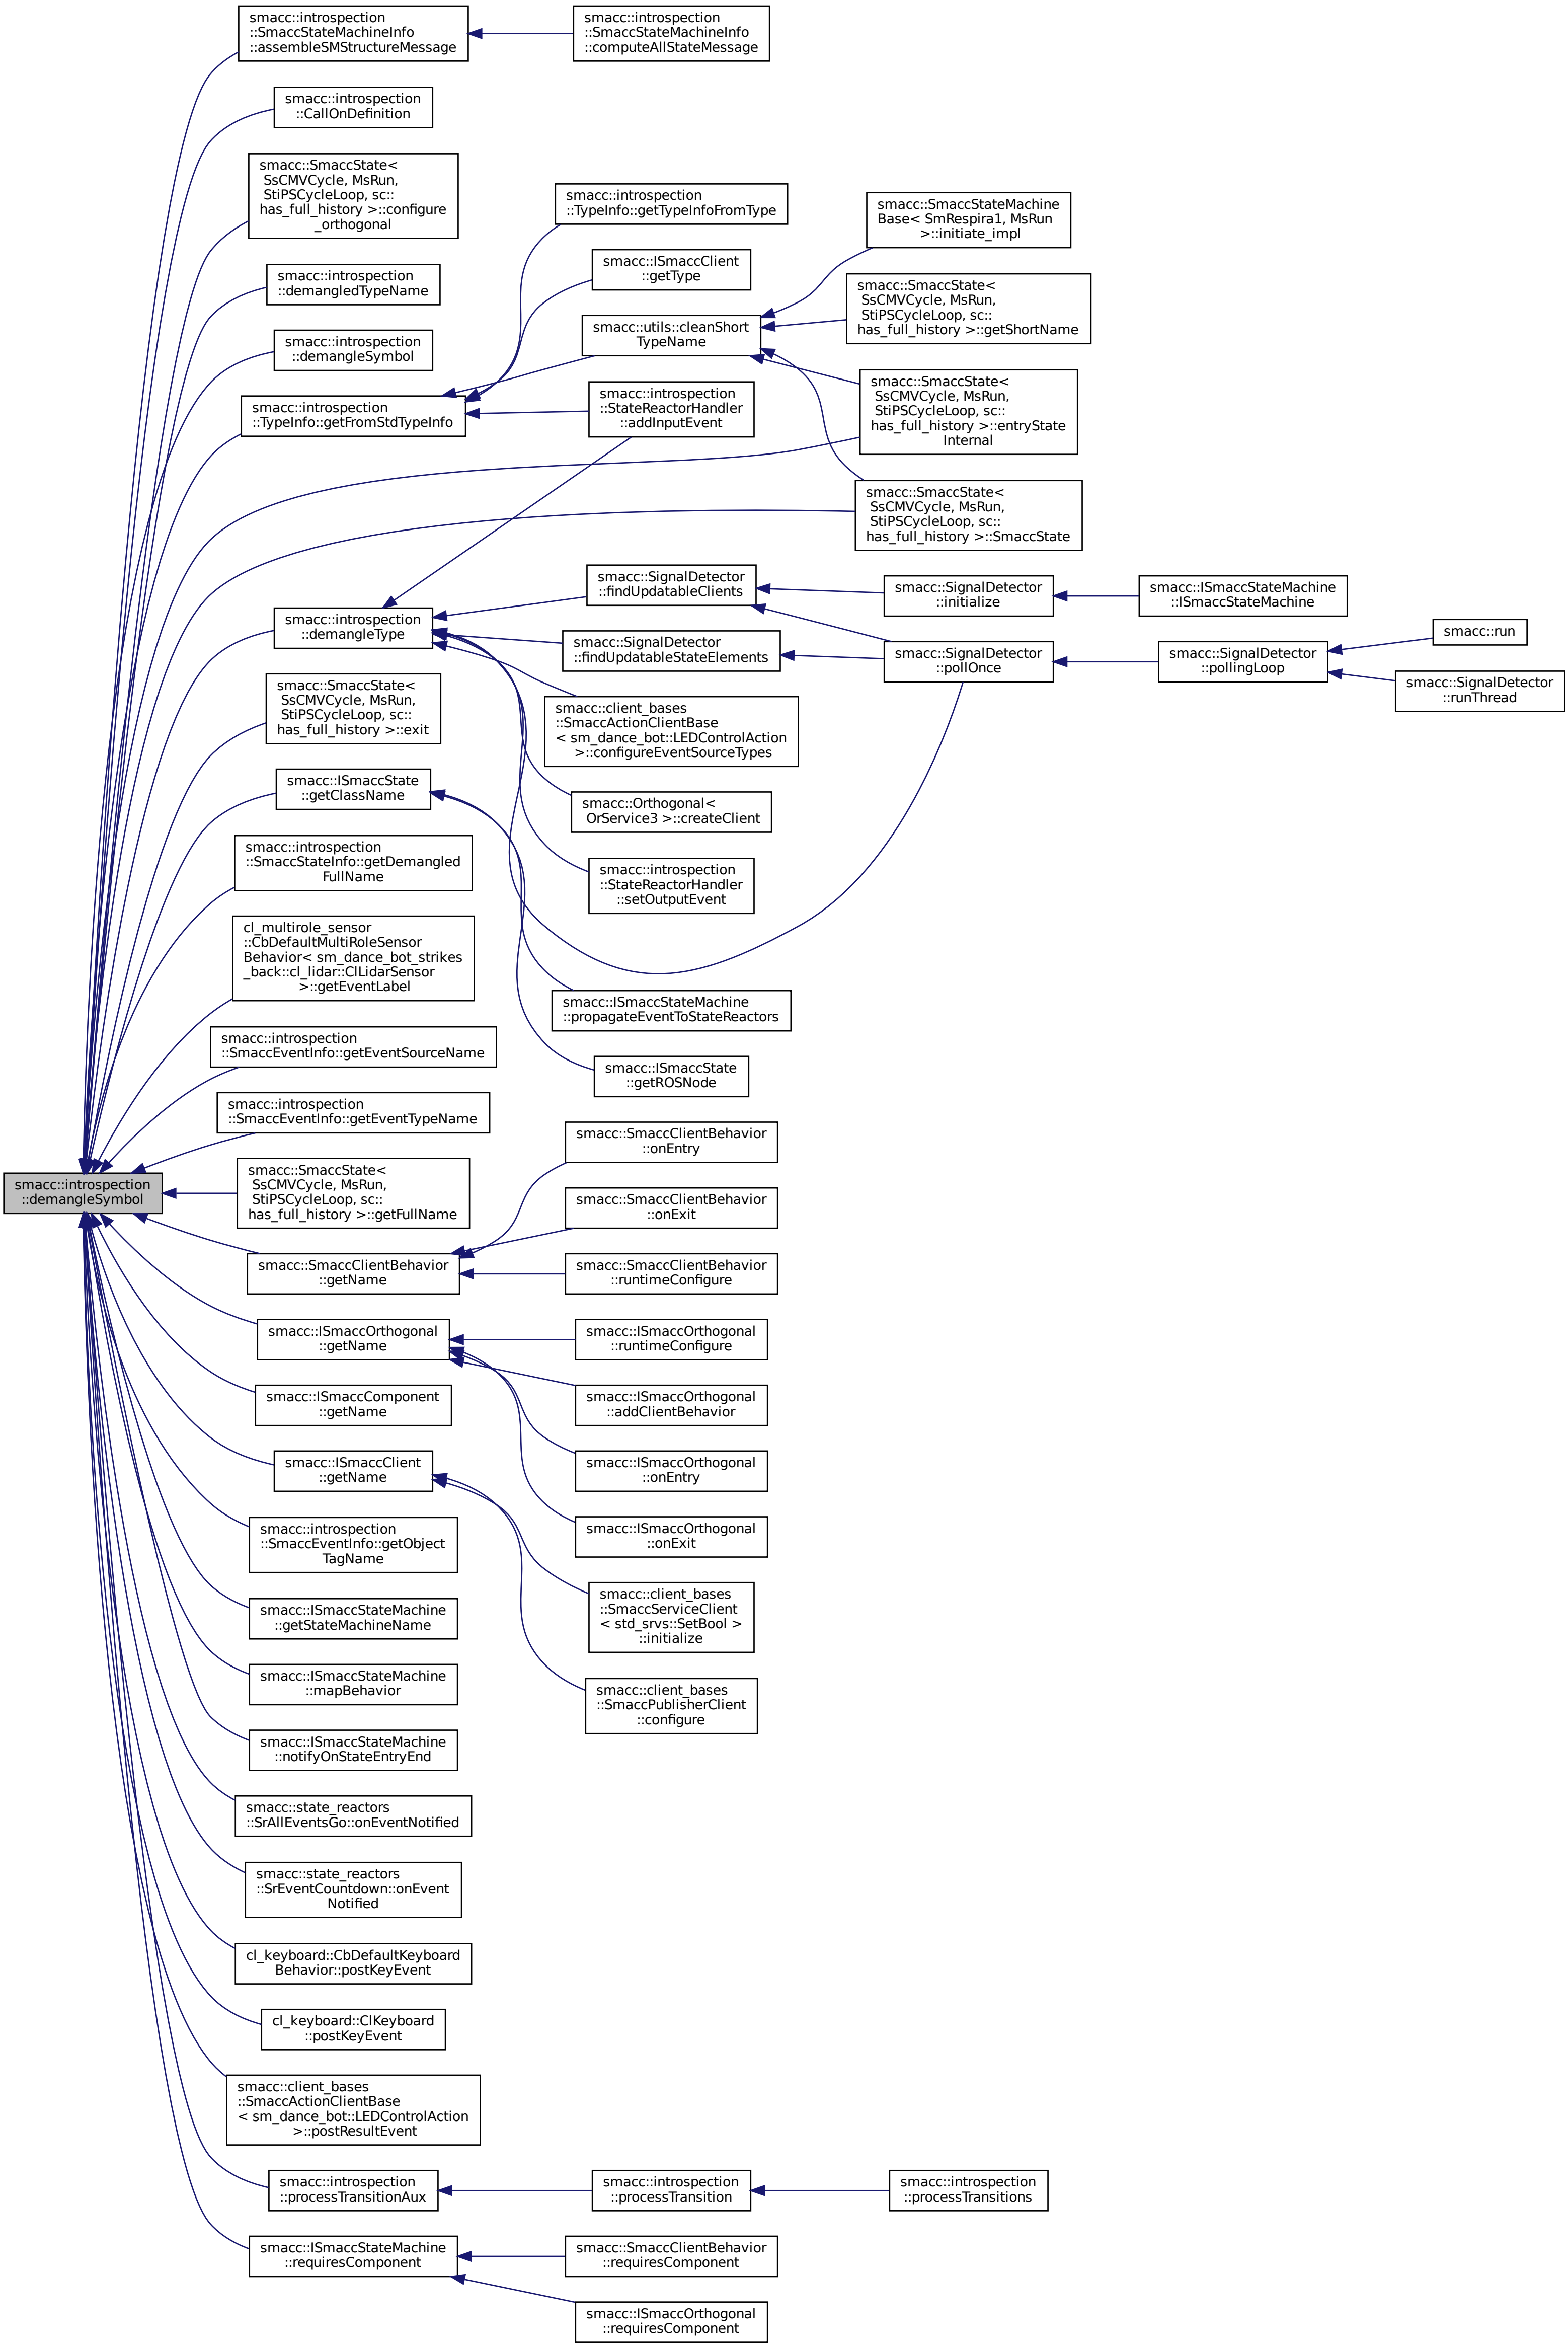 smacc::introspection
::SmaccStateMachineInfo
::assembleSMStructureMessage
smacc::introspection
::SmaccStateMachineInfo
::computeAllStateMessage
smacc::introspection
::CallOnDefinition
smacc::SmaccState<
SsCMVCycle, MsRun,
StiPSCycleLoop, sc::
has_full_history >::configure
_orthogonal
smacc::introspection
::TypeInfo::getTypeInfoFromType
smacc::SmaccStateMachine
Base< SmRespira1, MsRun
>::initiate_impl
smacc::introspection
::demangledTypeName
smacc::ISmaccClient
::getType
smacc::SmaccState<
SsCMVCycle, MsRun,
StiPSCycleLoop, sc::
has_full_history >::getShortName
smacc::introspection
::demangleSymbol
smacc::utils::cleanShort
TypeName
smacc::introspection
::TypeInfo::getFromStdTypeInfo
smacc::introspection
::StateReactorHandler
::addInputEvent
smacc::SmaccState<
SsCMVCycle, MsRun,
StiPSCycleLoop, sc::
has_full_history >::entryState
Internal
smacc::SmaccState<
SsCMVCycle, MsRun,
StiPSCycleLoop, sc::
has_full_history >::SmaccState
smacc::introspection
::demangleType
smacc::SignalDetector
::findUpdatableClients
smacc::SignalDetector
::initialize
smacc::ISmaccStateMachine
::ISmaccStateMachine
smacc::SignalDetector
::findUpdatableStateElements
smacc::SignalDetector
::pollOnce
smacc::SignalDetector
::pollingLoop
smacc::run
smacc::SignalDetector
::runThread
smacc::SmaccState<
SsCMVCycle, MsRun,
StiPSCycleLoop, sc::
has_full_history >::exit
smacc::client_bases
::SmaccActionClientBase
< sm_dance_bot::LEDControlAction
>::configureEventSourceTypes
smacc::ISmaccState
::getClassName
smacc::Orthogonal<
OrService3 >::createClient
smacc::introspection
::SmaccStateInfo::getDemangled
FullName
smacc::introspection
::StateReactorHandler
::setOutputEvent
cl_multirole_sensor
::CbDefaultMultiRoleSensor
Behavior< sm_dance_bot_strikes
_back::cl_lidar::ClLidarSensor
>::getEventLabel
smacc::ISmaccStateMachine
::propagateEventToStateReactors
smacc::introspection
::SmaccEventInfo::getEventSourceName
smacc::ISmaccState
::getROSNode
smacc::introspection
::SmaccEventInfo::getEventTypeName
smacc::SmaccClientBehavior
::onEntry
smacc::introspection
::demangleSymbol
smacc::SmaccState<
SsCMVCycle, MsRun,
StiPSCycleLoop, sc::
has_full_history >::getFullName
smacc::SmaccClientBehavior
::onExit
smacc::SmaccClientBehavior
::getName
smacc::SmaccClientBehavior
::runtimeConfigure
smacc::ISmaccOrthogonal
::getName
smacc::ISmaccOrthogonal
::runtimeConfigure
smacc::ISmaccComponent
::getName
smacc::ISmaccOrthogonal
::addClientBehavior
smacc::ISmaccClient
::getName
smacc::ISmaccOrthogonal
::onEntry
smacc::introspection
::SmaccEventInfo::getObject
TagName
smacc::ISmaccOrthogonal
::onExit
smacc::ISmaccStateMachine
::getStateMachineName
smacc::client_bases
::SmaccServiceClient
< std_srvs::SetBool >
::initialize
smacc::ISmaccStateMachine
::mapBehavior
smacc::client_bases
::SmaccPublisherClient
::configure
smacc::ISmaccStateMachine
::notifyOnStateEntryEnd
smacc::state_reactors
::SrAllEventsGo::onEventNotified
smacc::state_reactors
::SrEventCountdown::onEvent
Notified
cl_keyboard::CbDefaultKeyboard
Behavior::postKeyEvent
cl_keyboard::ClKeyboard
::postKeyEvent
smacc::client_bases
::SmaccActionClientBase
< sm_dance_bot::LEDControlAction
>::postResultEvent
smacc::introspection
::processTransitionAux
smacc::introspection
::processTransition
smacc::introspection
::processTransitions
smacc::ISmaccStateMachine
::requiresComponent
smacc::SmaccClientBehavior
::requiresComponent
smacc::ISmaccOrthogonal
::requiresComponent